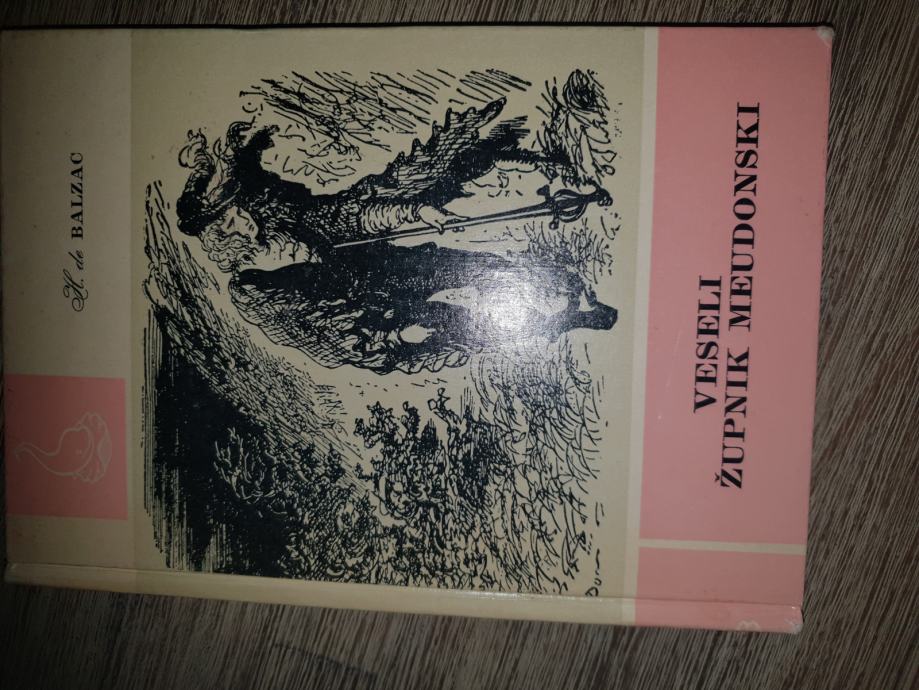 H. de BALZAC
VESELI
ŽUPNIK MEUDONSKI